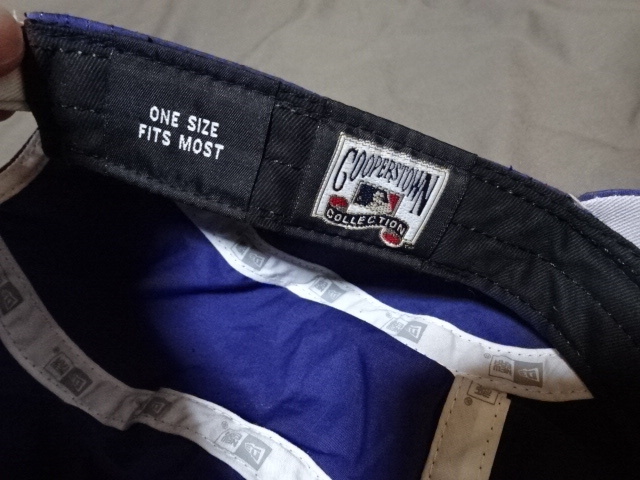 ONE SIZE
FITS MOST
COOPERSTOWN
COLLECTION